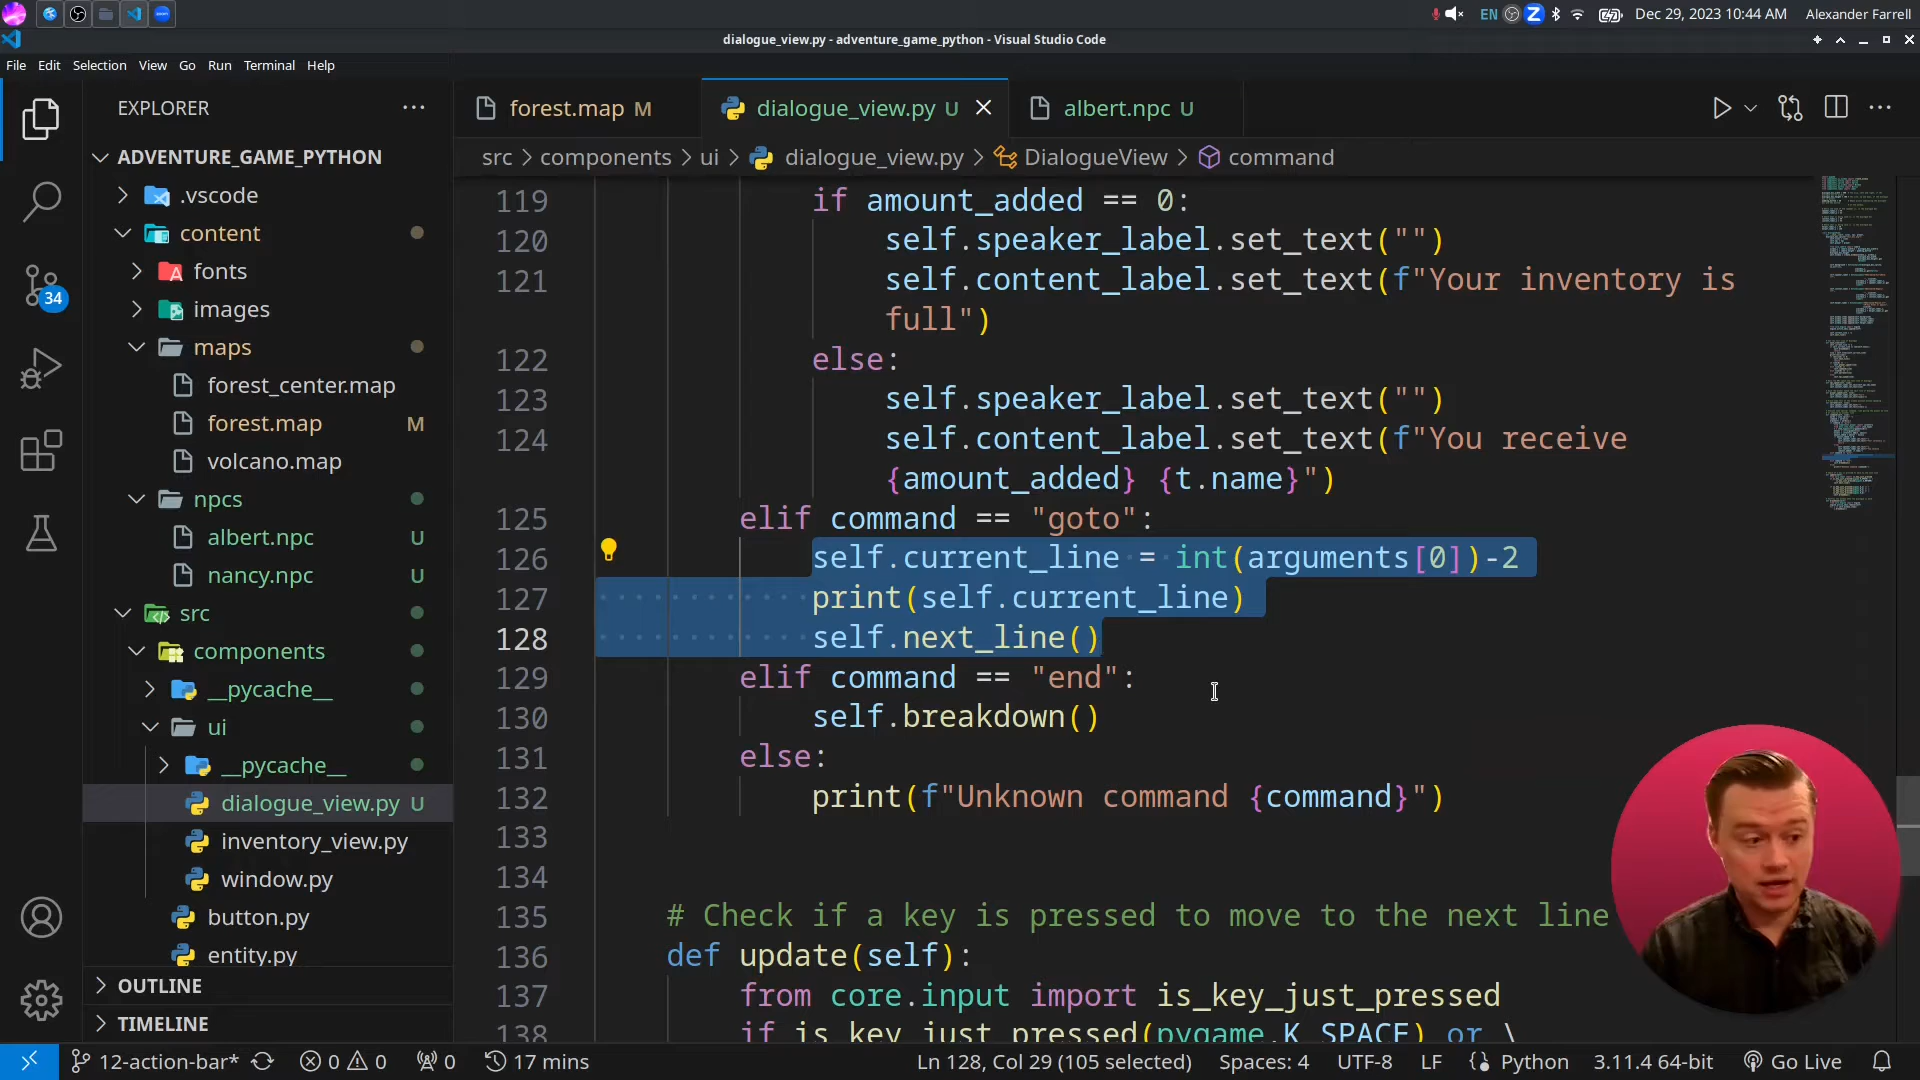 EN
Z
Dec 29, 2023 10:44 AM
Alexander Farrell
dialogue_view.py - adventure_game_python - Visual Studio Code
File Edit Selection View Go Run Terminal Help
EXPLORER
ADVENTURE_GAME_PYTHON
.vscode
content
fonts
images
maps
forest_center.map
forest.map M
volcano.map
npcs
albert.npc U
nancy.npc U
src
components
__pycache__
ui
__pycache__
dialogue_view.py U
inventory_view.py
window.py
button.py
entity.py
OUTLINE
TIMELINE
34
forest.map M
dialogue_view.py U
albert.npc U
src > components > ui > dialogue_view.py > DialogueView > command
119 if amount_added == 0:
120 self.speaker_label.set_text("")
121 self.content_label.set_text(f"Your inventory is
full")
122 else:
123 self.speaker_label.set_text("")
124 self.content_label.set_text(f"You receive
{amount_added} {t.name}")
125 elif command == "goto":
126 self.current_line = int(arguments[0])-2
127 print(self.current_line)
128 self.next_line()
129 elif command == "end":
130 self.breakdown()
131 else:
132 print(f"Unknown command {command}")
133
134
135 # Check if a key is pressed to move to the next line
136 def update(self):
137 from core.input import is_key_just_pressed
138 if is_key_just_pressed(pygame.K_SPACE) or \
12-action-bar* 0 0 0 17 mins Ln 128, Col 29 (105 selected) Spaces: 4 UTF-8 LF Python 3.11.4 64-bit Go Live